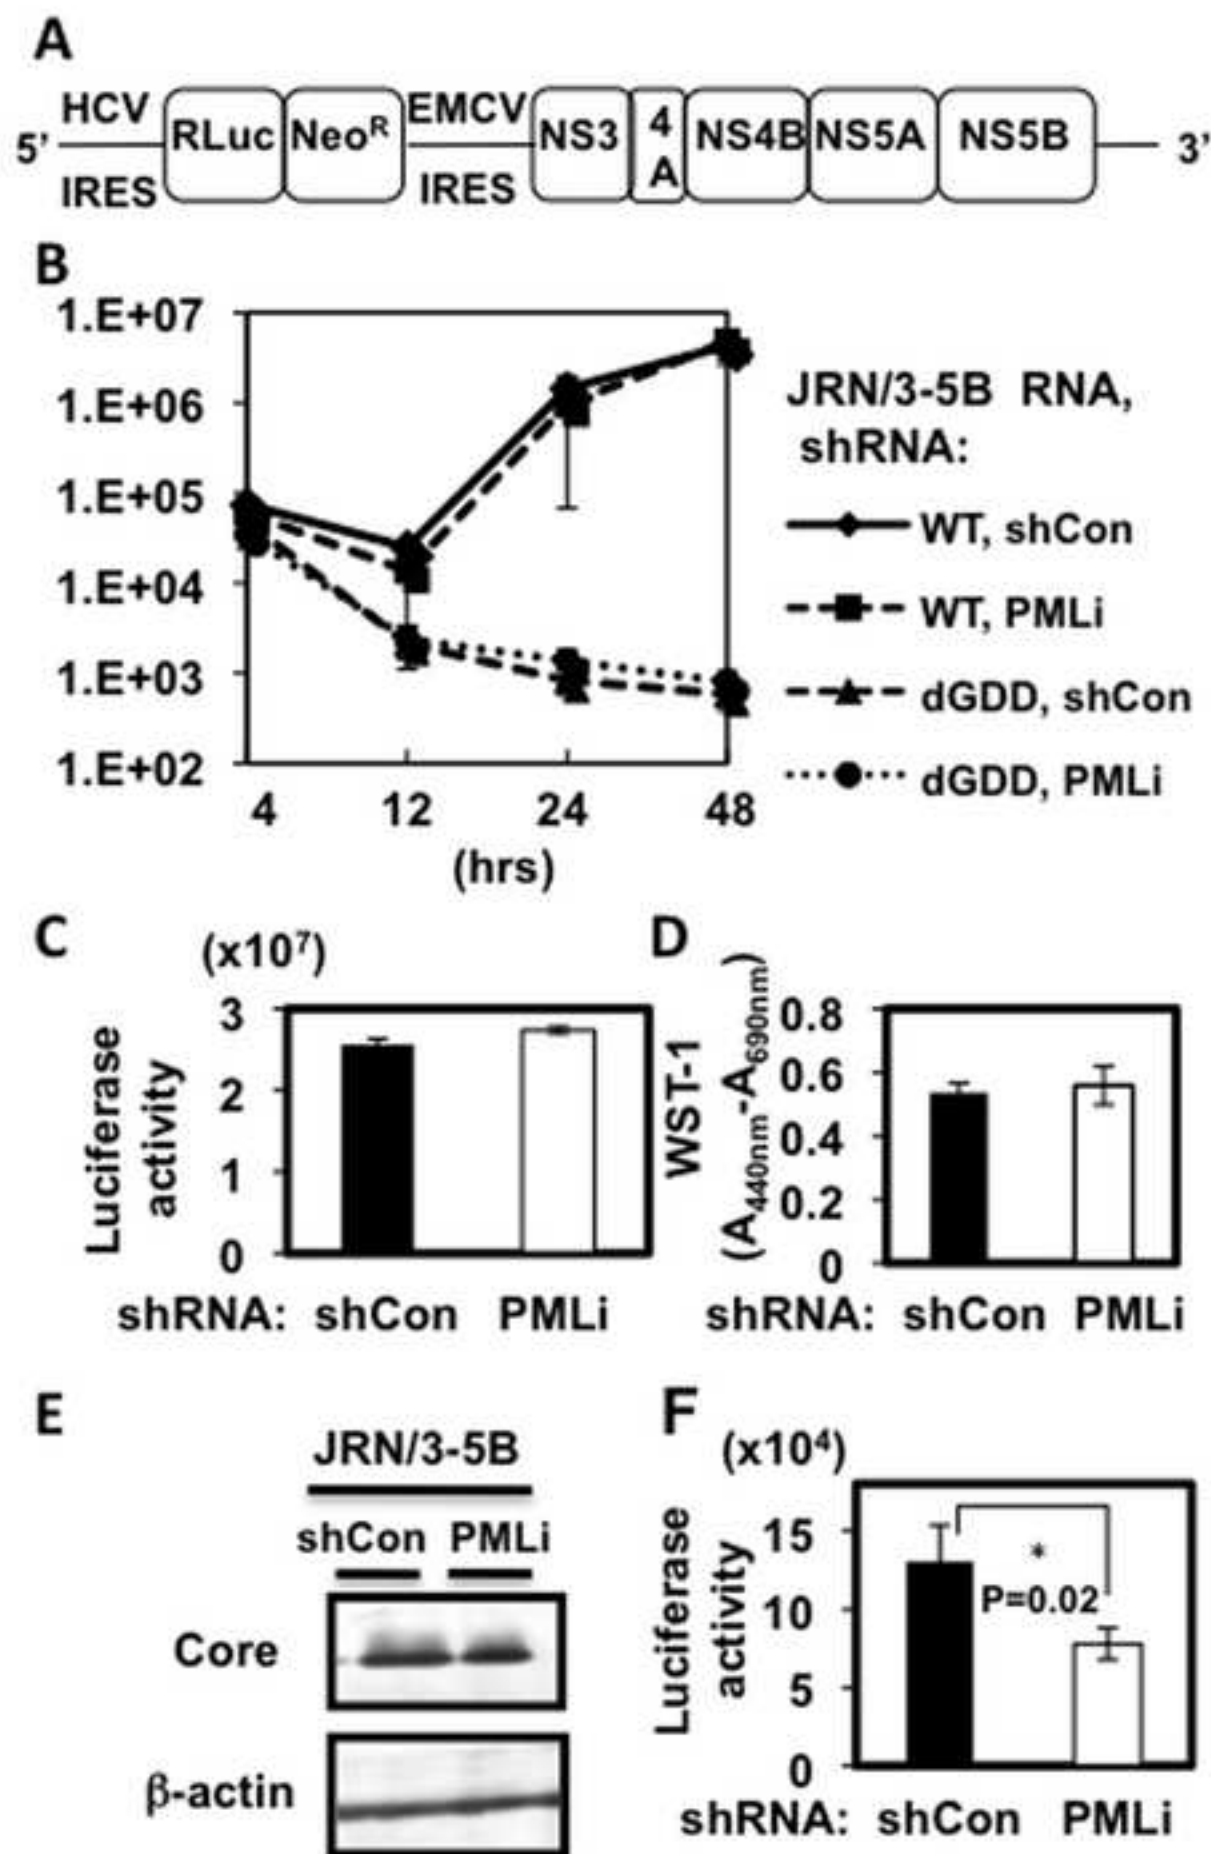 A
HCV
5' RLuc Neoᴿ EMCV NS3 4 NS4B NS5A NS5B 3'
IRES IRES A
B
1.E+07
1.E+06
1.E+05
1.E+04
1.E+03
1.E+02
4 12 24 48
(hrs)
JRN/3-5B RNA,
shRNA:
WT, shCon
WT, PMLi
dGDD, shCon
dGDD, PMLi
C
(x10⁷)
Luciferase
activity
3
2
1
0
shRNA: shCon PMLi
D
WST-1
(A440nm-A690nm)
0.8
0.6
0.4
0.2
0
shRNA: shCon PMLi
E
JRN/3-5B
shCon PMLi
Core
β-actin
F
(x10⁴)
Luciferase
activity
15
10
5
0
*
P=0.02
shRNA: shCon PMLi